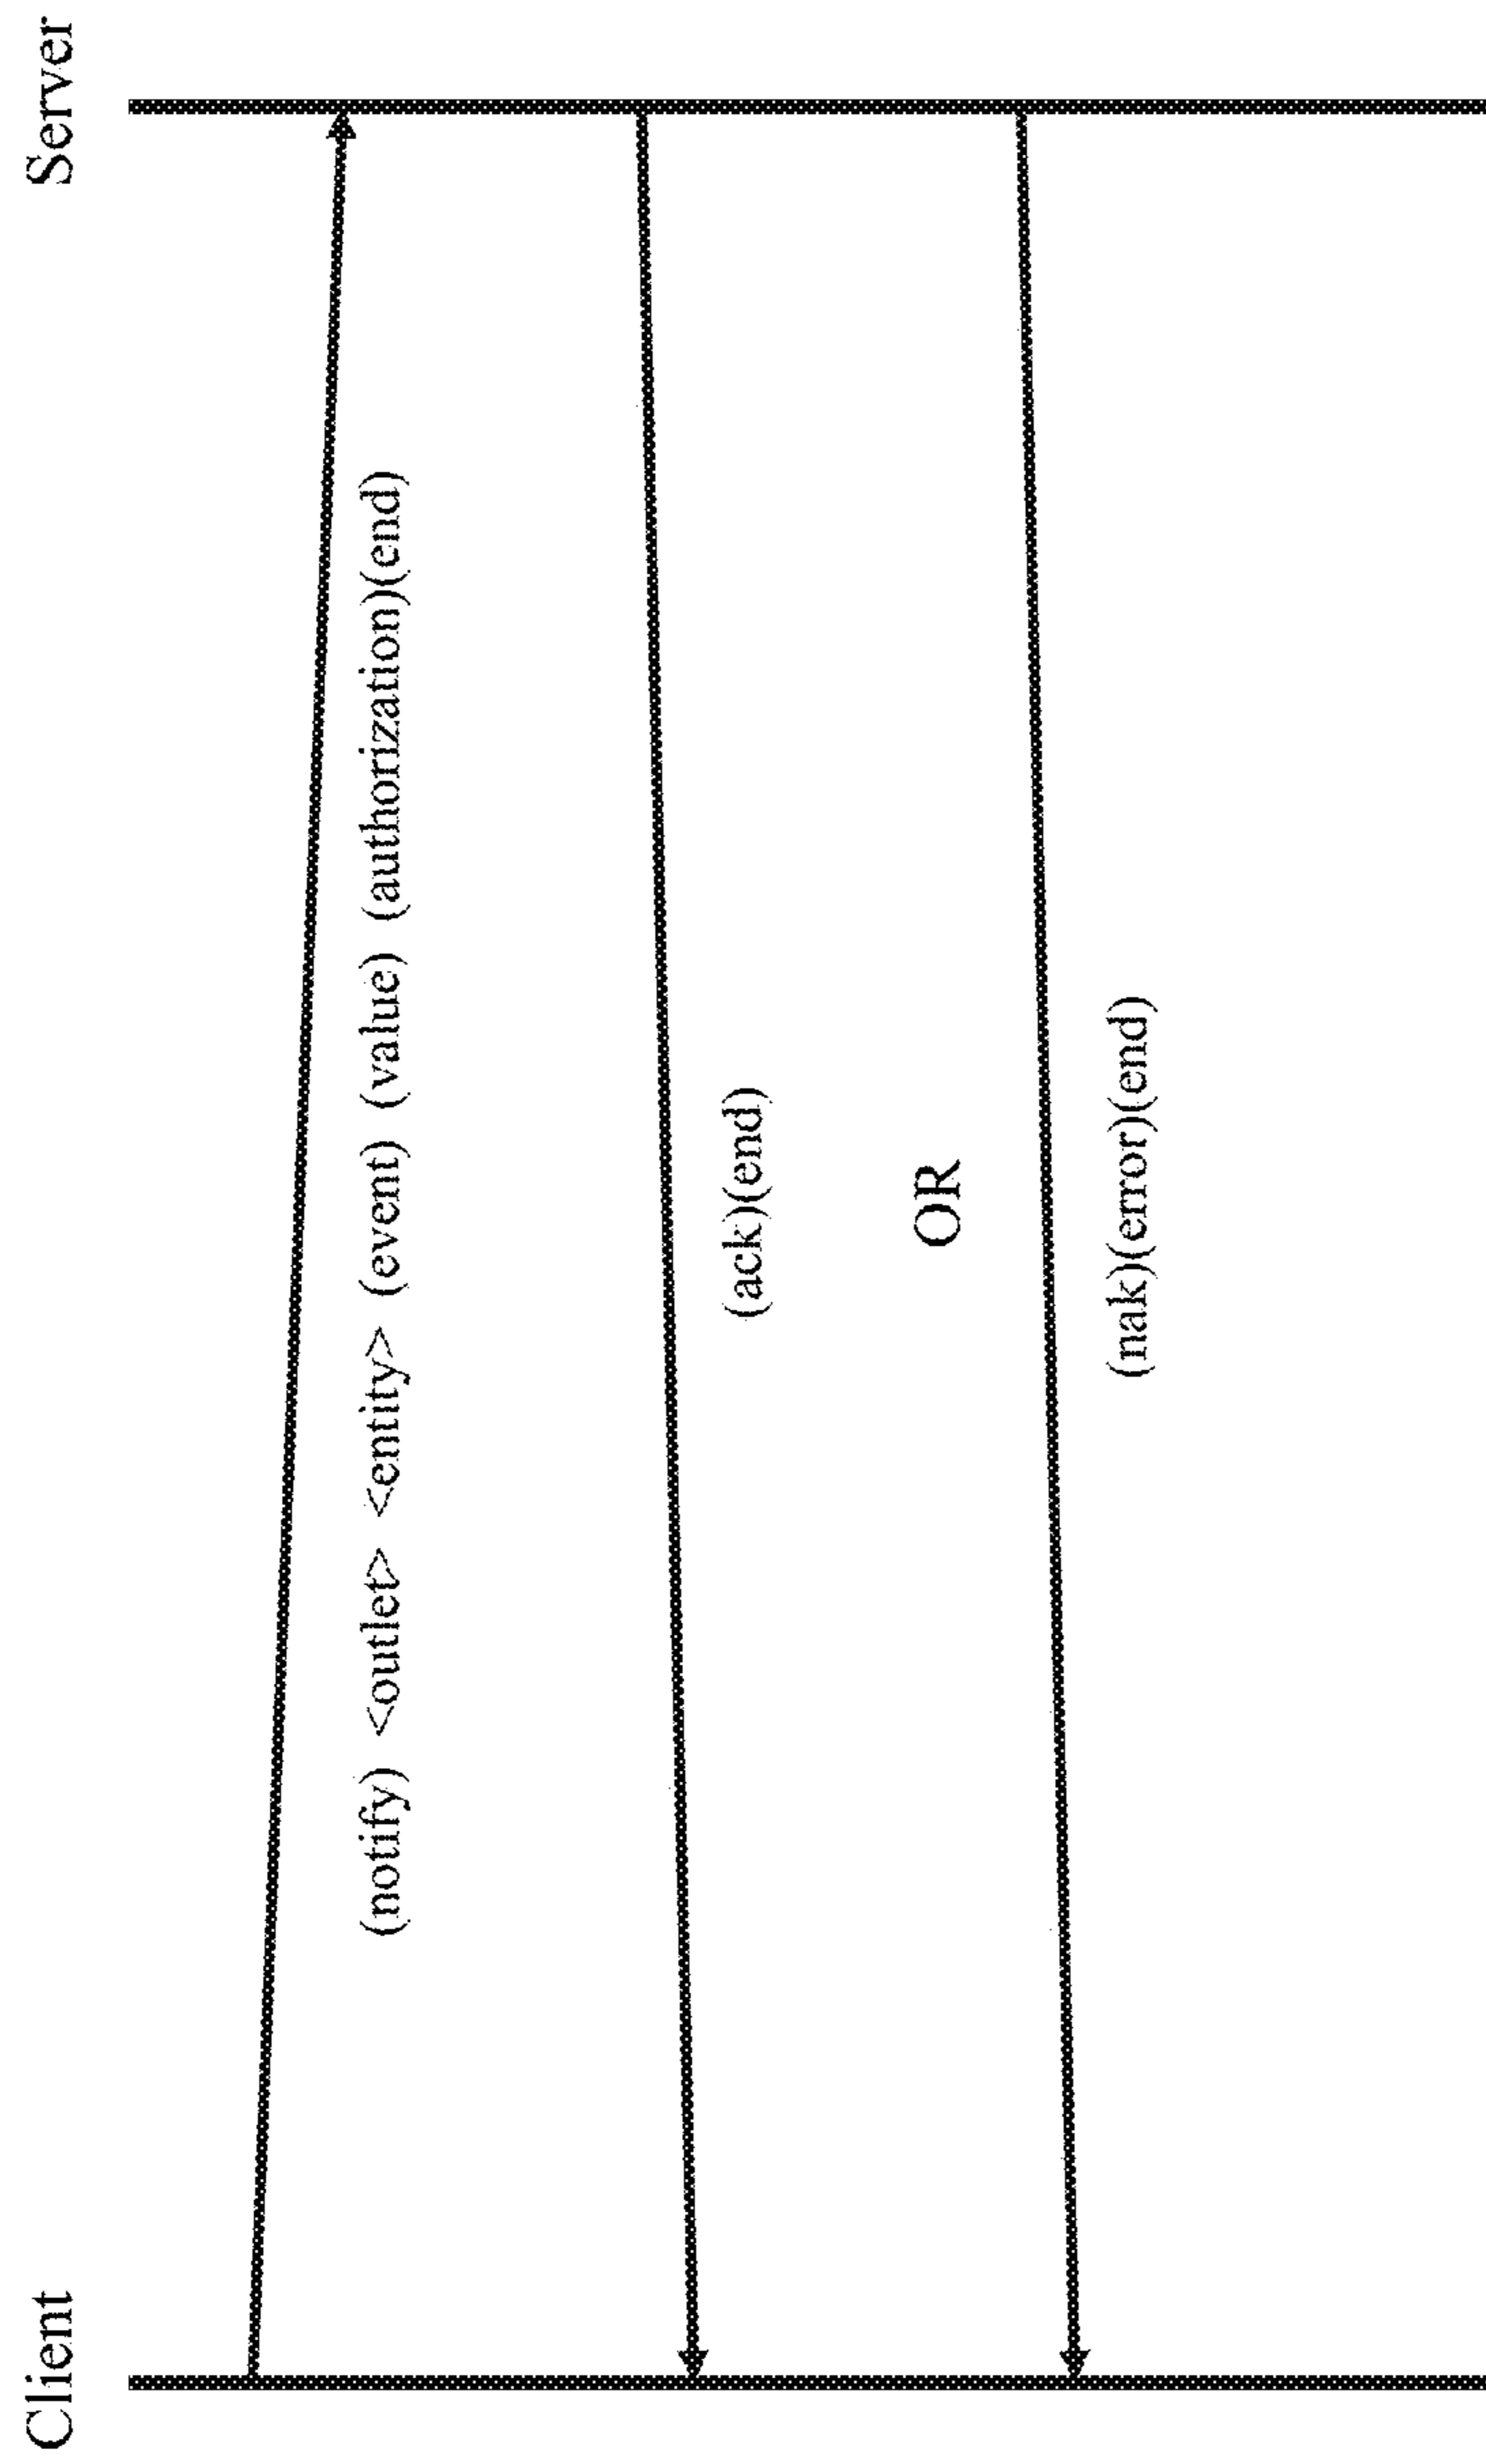 Client
Server
(notify) <outlet> <entity> (event) (value) (authorization)(end)
(ack)(end)
OR
(nak)(error)(end)